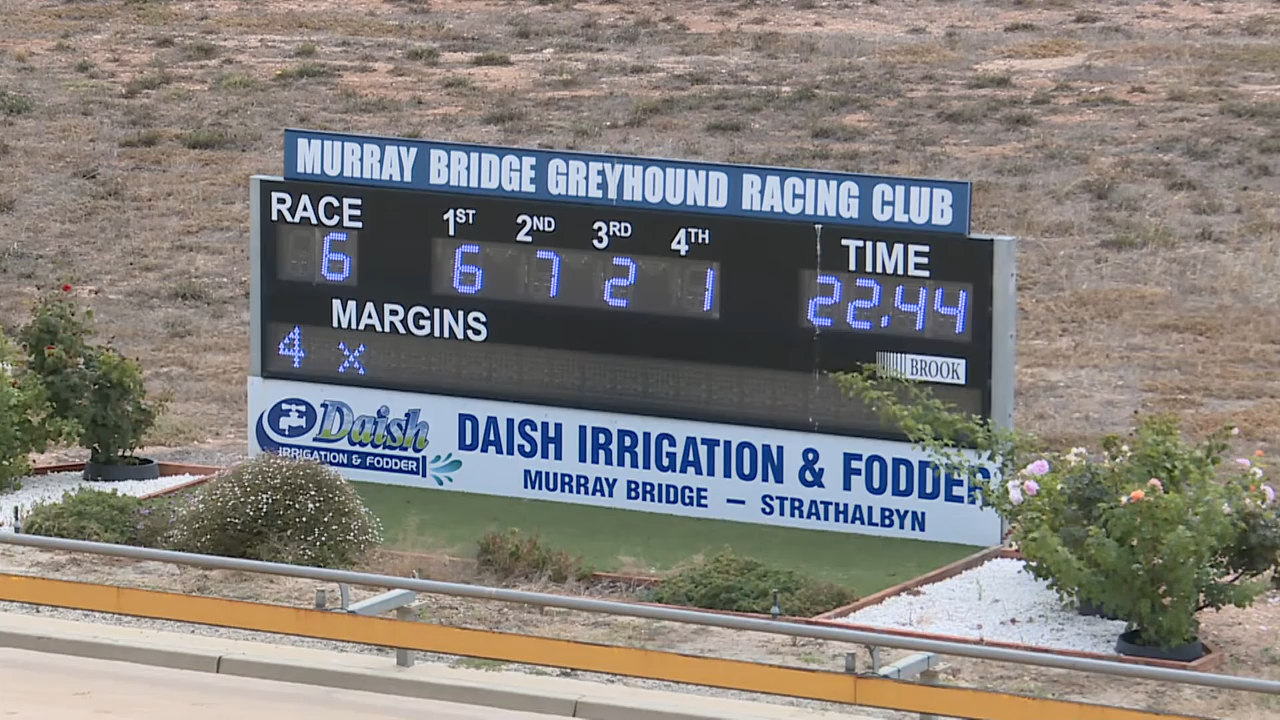 MURRAY BRIDGE GREYHOUND RACING CLUB
RACE 1ST 2ND 3RD 4TH TIME
6 6 7 2 1 22.44
MARGINS
4 x
BROOK
Daish
IRRIGATION & FODDER
DAISH IRRIGATION & FODDER
MURRAY BRIDGE – STRATHALBYN